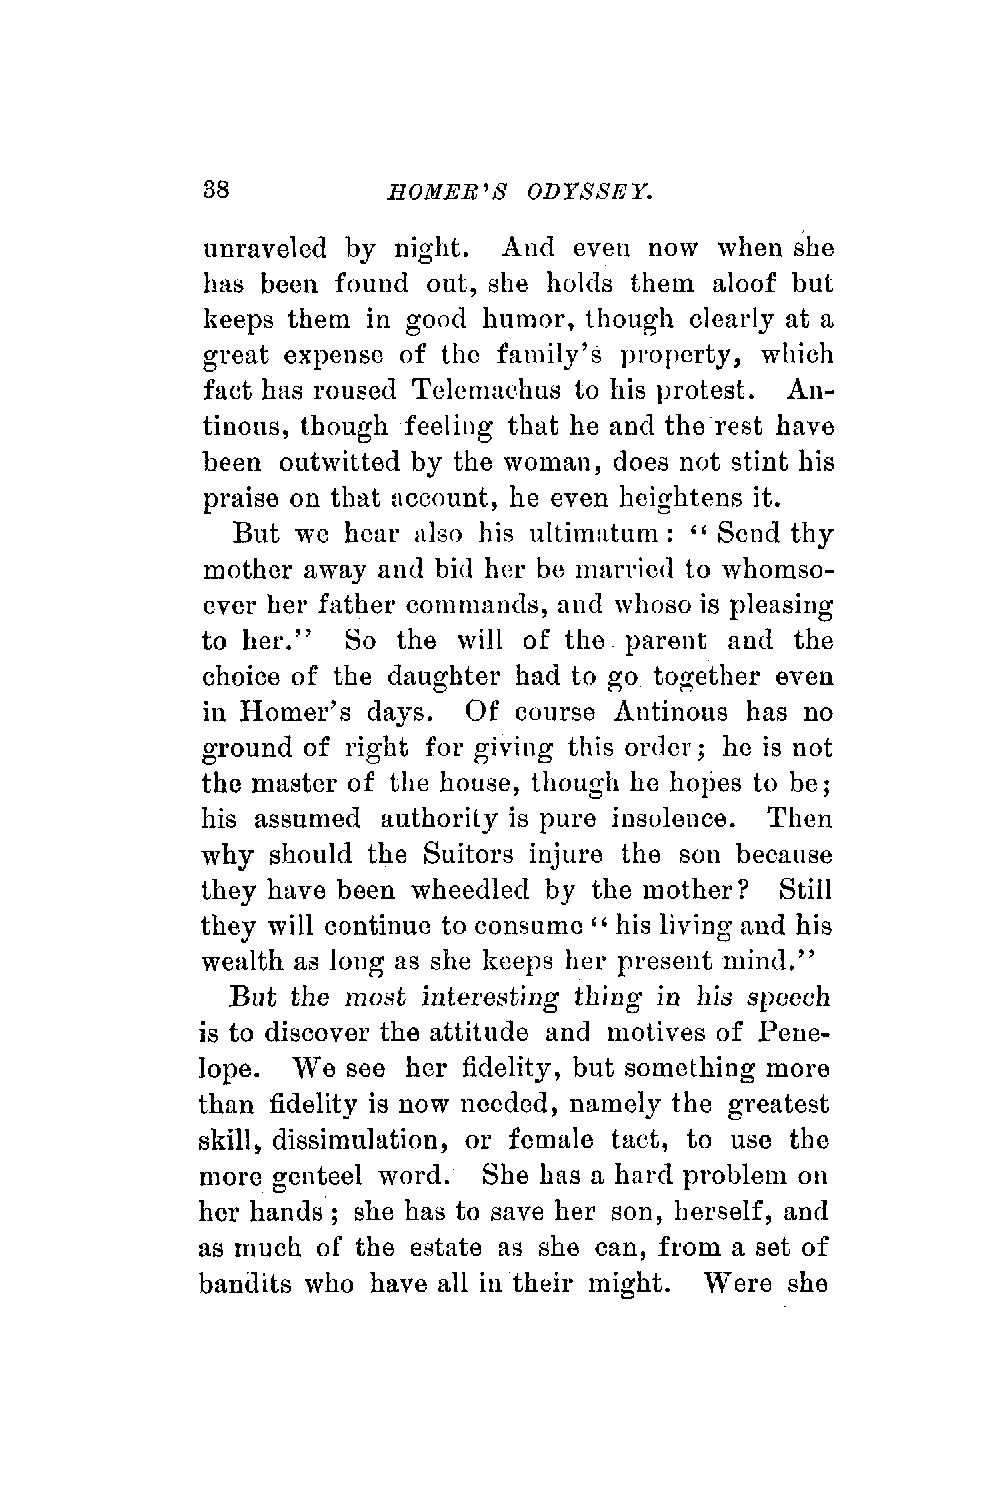 38 HOMER'S ODYSSEY.
unraveled by night. And even now when she
has been found out, she holds them aloof but
keeps them in good humor, though clearly at a
great expense of the family's property, which
fact has roused Telemachus to his protest. An-
tinous, though feeling that he and the rest have
been outwitted by the woman, does not stint his
praise on that account, he even heightens it.
But we hear also his ultimatum: "Send thy
mother away and bid her be married to whomso-
ever her father commands, and whoso is pleasing
to her." So the will of the parent and the
choice of the daughter had to go together even
in Homer's days. Of course Antinous has no
ground of right for giving this order; he is not
the master of the house, though he hopes to be;
his assumed authority is pure insolence. Then
why should the Suitors injure the son because
they have been wheedled by the mother? Still
they will continue to consume "his living and his
wealth as long as she keeps her present mind."
But the most interesting thing in his speech
is to discover the attitude and motives of Pene-
lope. We see her fidelity, but something more
than fidelity is now needed, namely the greatest
skill, dissimulation, or female tact, to use the
more genteel word. She has a hard problem on
her hands; she has to save her son, herself, and
as much of the estate as she can, from a set of
bandits who have all in their might. Were she